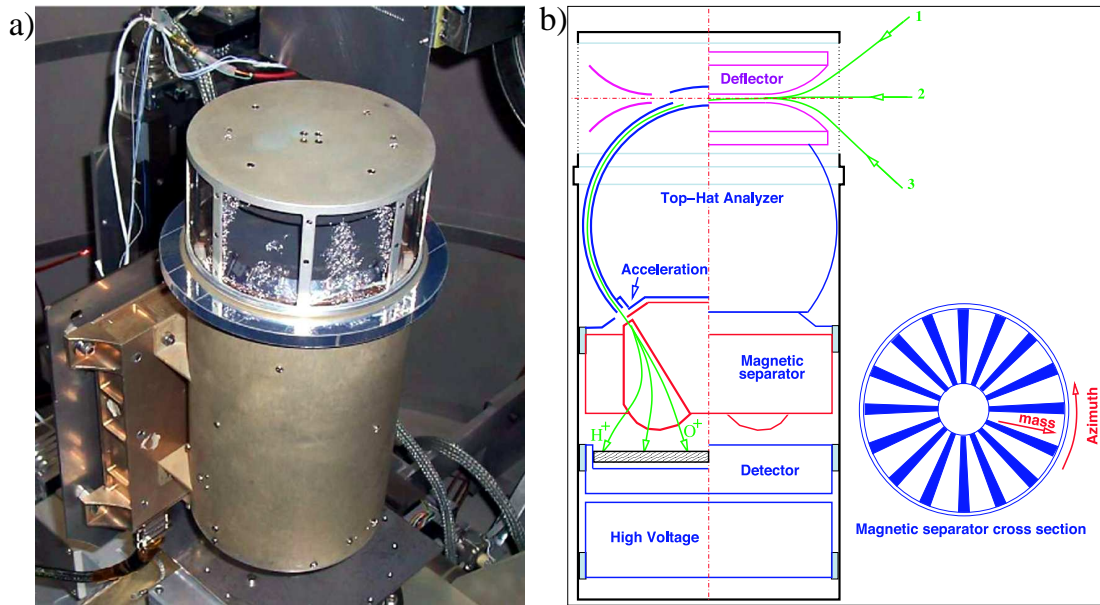 a)
b)
1
Deflector
2
3
Top–Hat Analyzer
Acceleration
Magnetic
separator
H+
O+
mass
Azimuth
Detector
Magnetic separator cross section
High Voltage